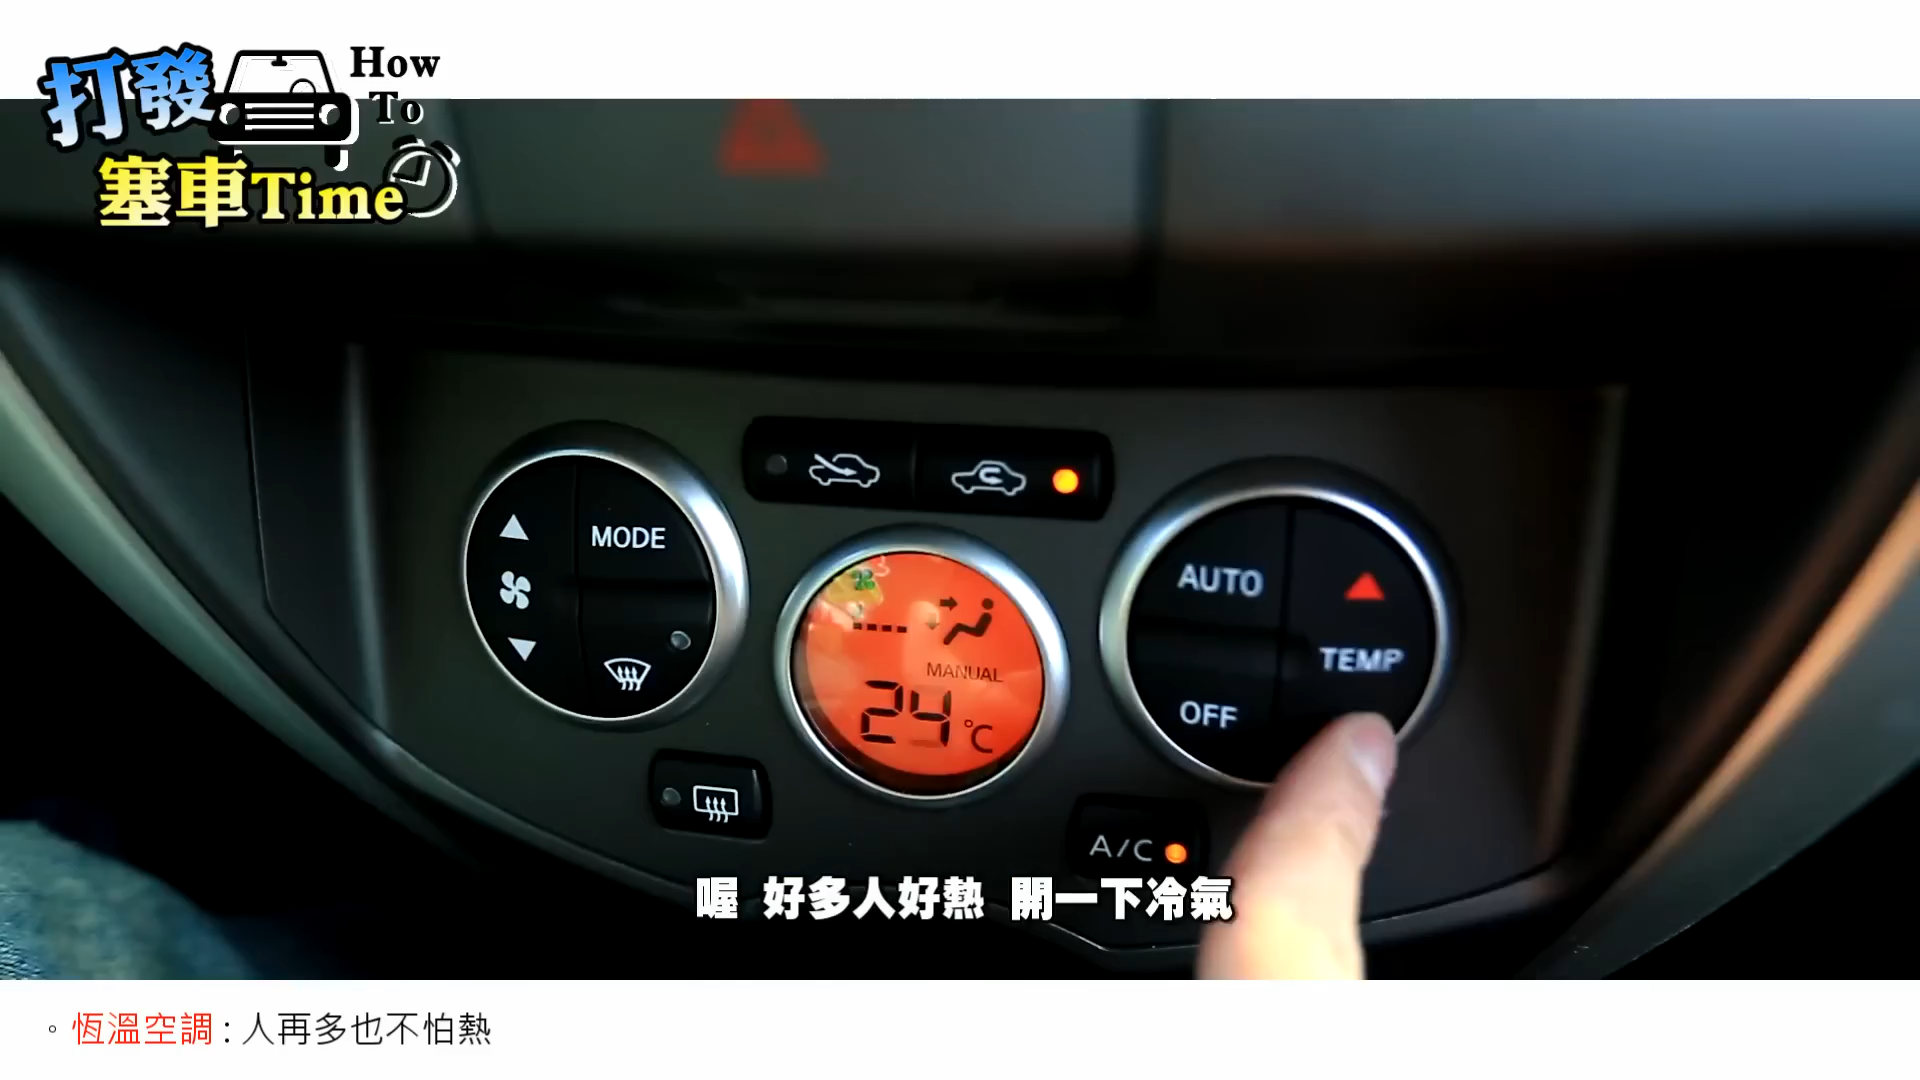 打發
How
To
塞車Time
MODE
AUTO
TEMP
OFF
MANUAL
24°C
A/C
喔 好多人好熱 開一下冷氣
。恆溫空調 : 人再多也不怕熱